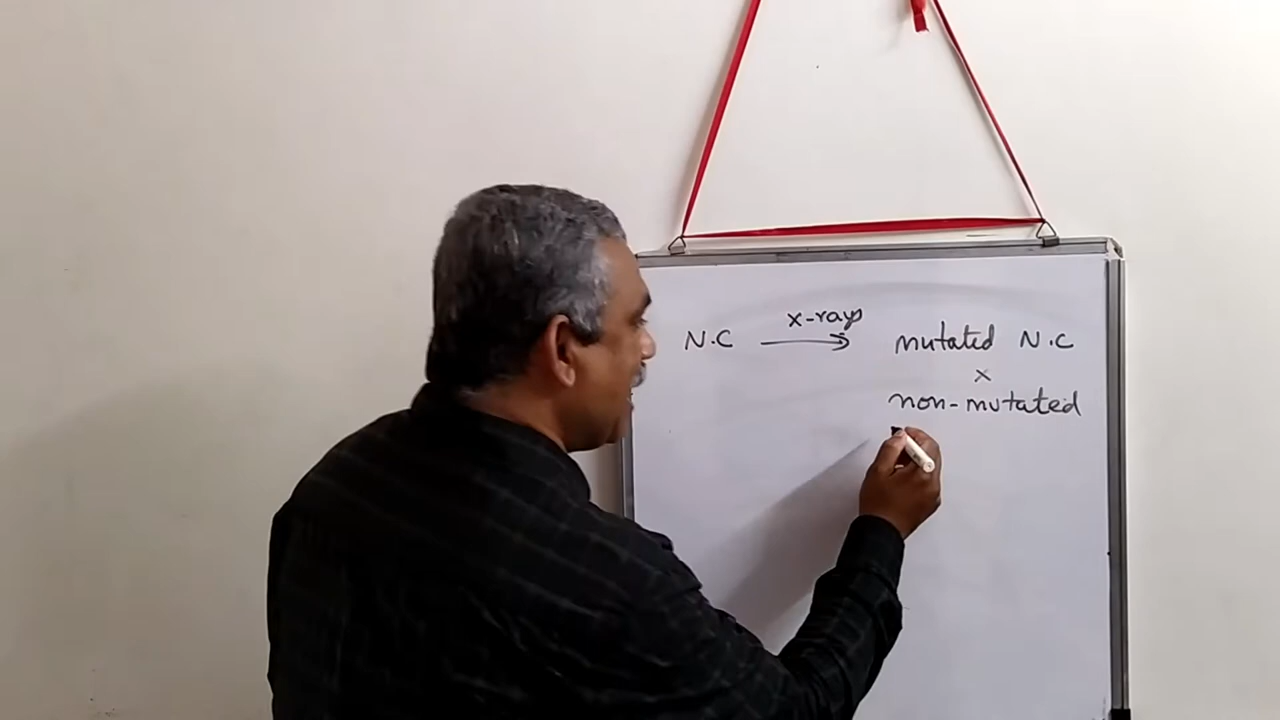 x-rays
N.C → mutated N.C
x
non-mutated